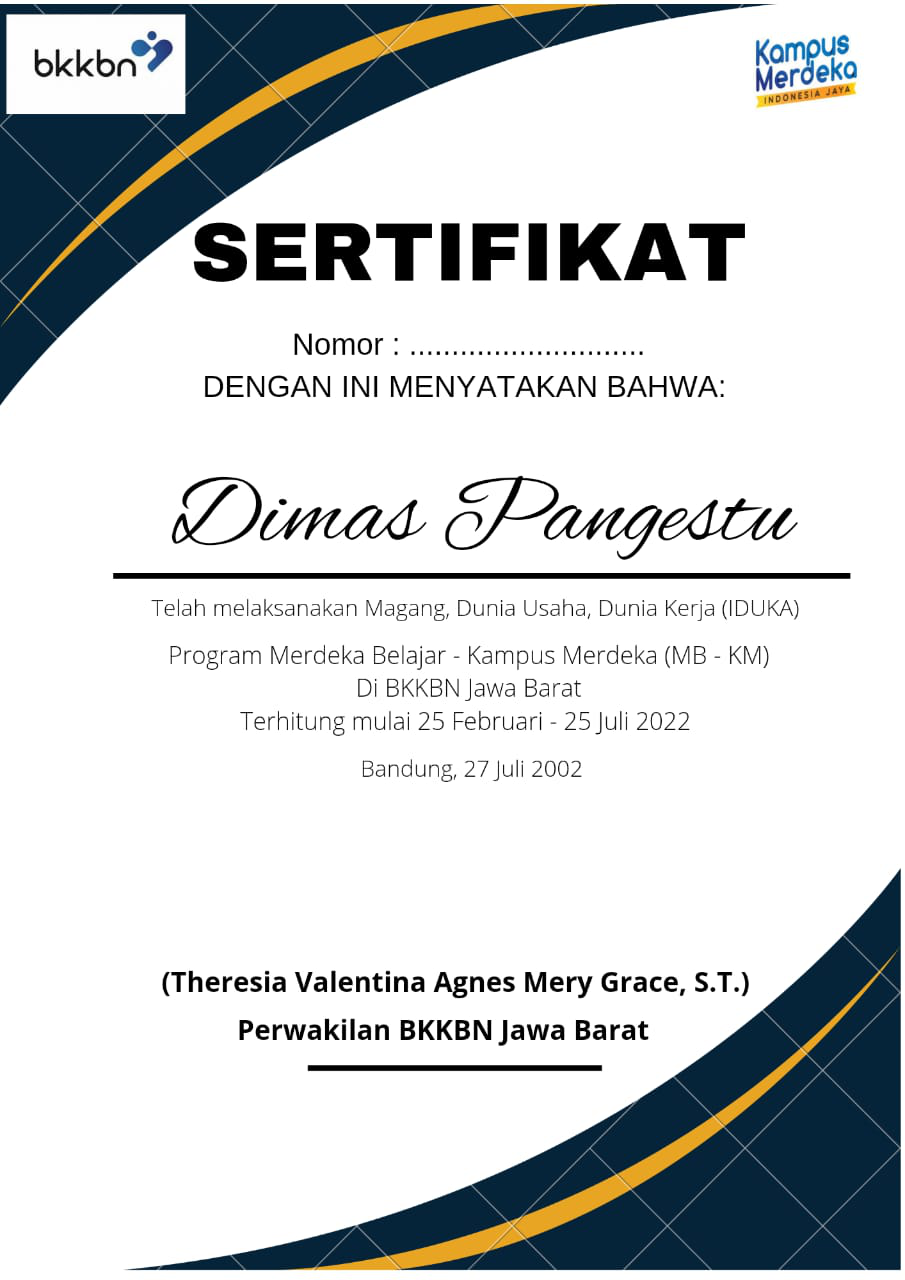 bkkbn
Kampus
Merdeka
INDONESIA JAYA
SERTIFIKAT
Nomor : ............................
DENGAN INI MENYATAKAN BAHWA:
Dimas Pangestu
Telah melaksanakan Magang, Dunia Usaha, Dunia Kerja (IDUKA)
Program Merdeka Belajar - Kampus Merdeka (MB - KM)
Di BKKBN Jawa Barat
Terhitung mulai 25 Februari - 25 Juli 2022
Bandung, 27 Juli 2002
(Theresia Valentina Agnes Mery Grace, S.T.)
Perwakilan BKKBN Jawa Barat